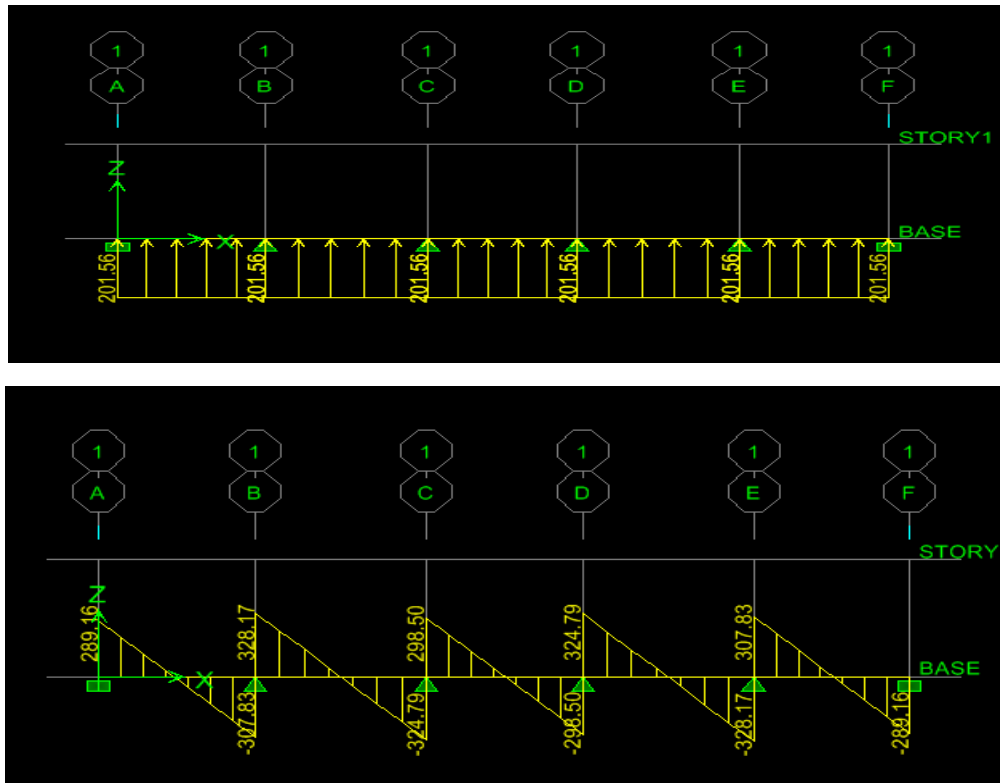 1 1 1 1 1 1
A B C D E F
STORY1
Z
X
BASE
201.56 201.56 201.56 201.56 201.56 201.56
1 1 1 1 1 1
A B C D E F
STORY
Z
289.16 328.17 298.50 324.79 307.83
X
BASE
-307.83 -324.79 -298.50 -328.17 -289.16